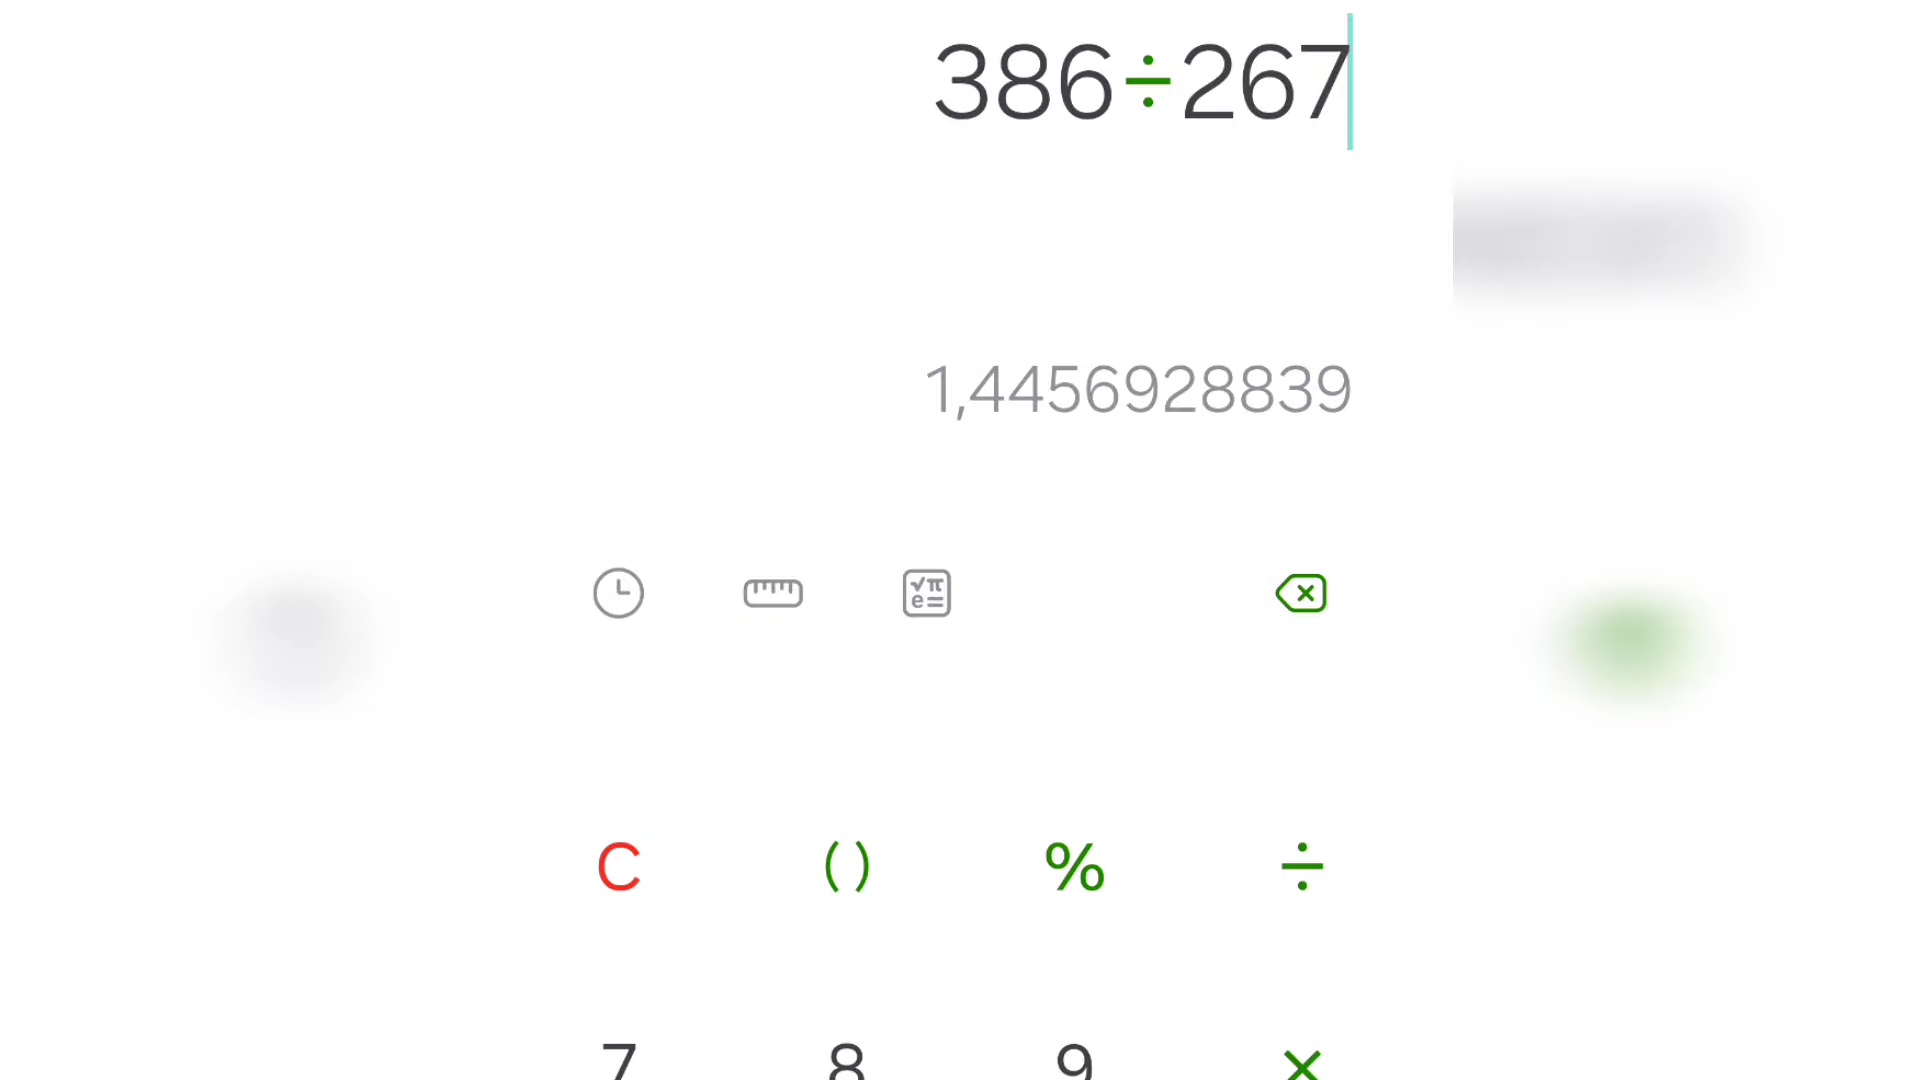 386÷267
1,4456928839
√π
e=
C () % ÷
7 8 9 ×